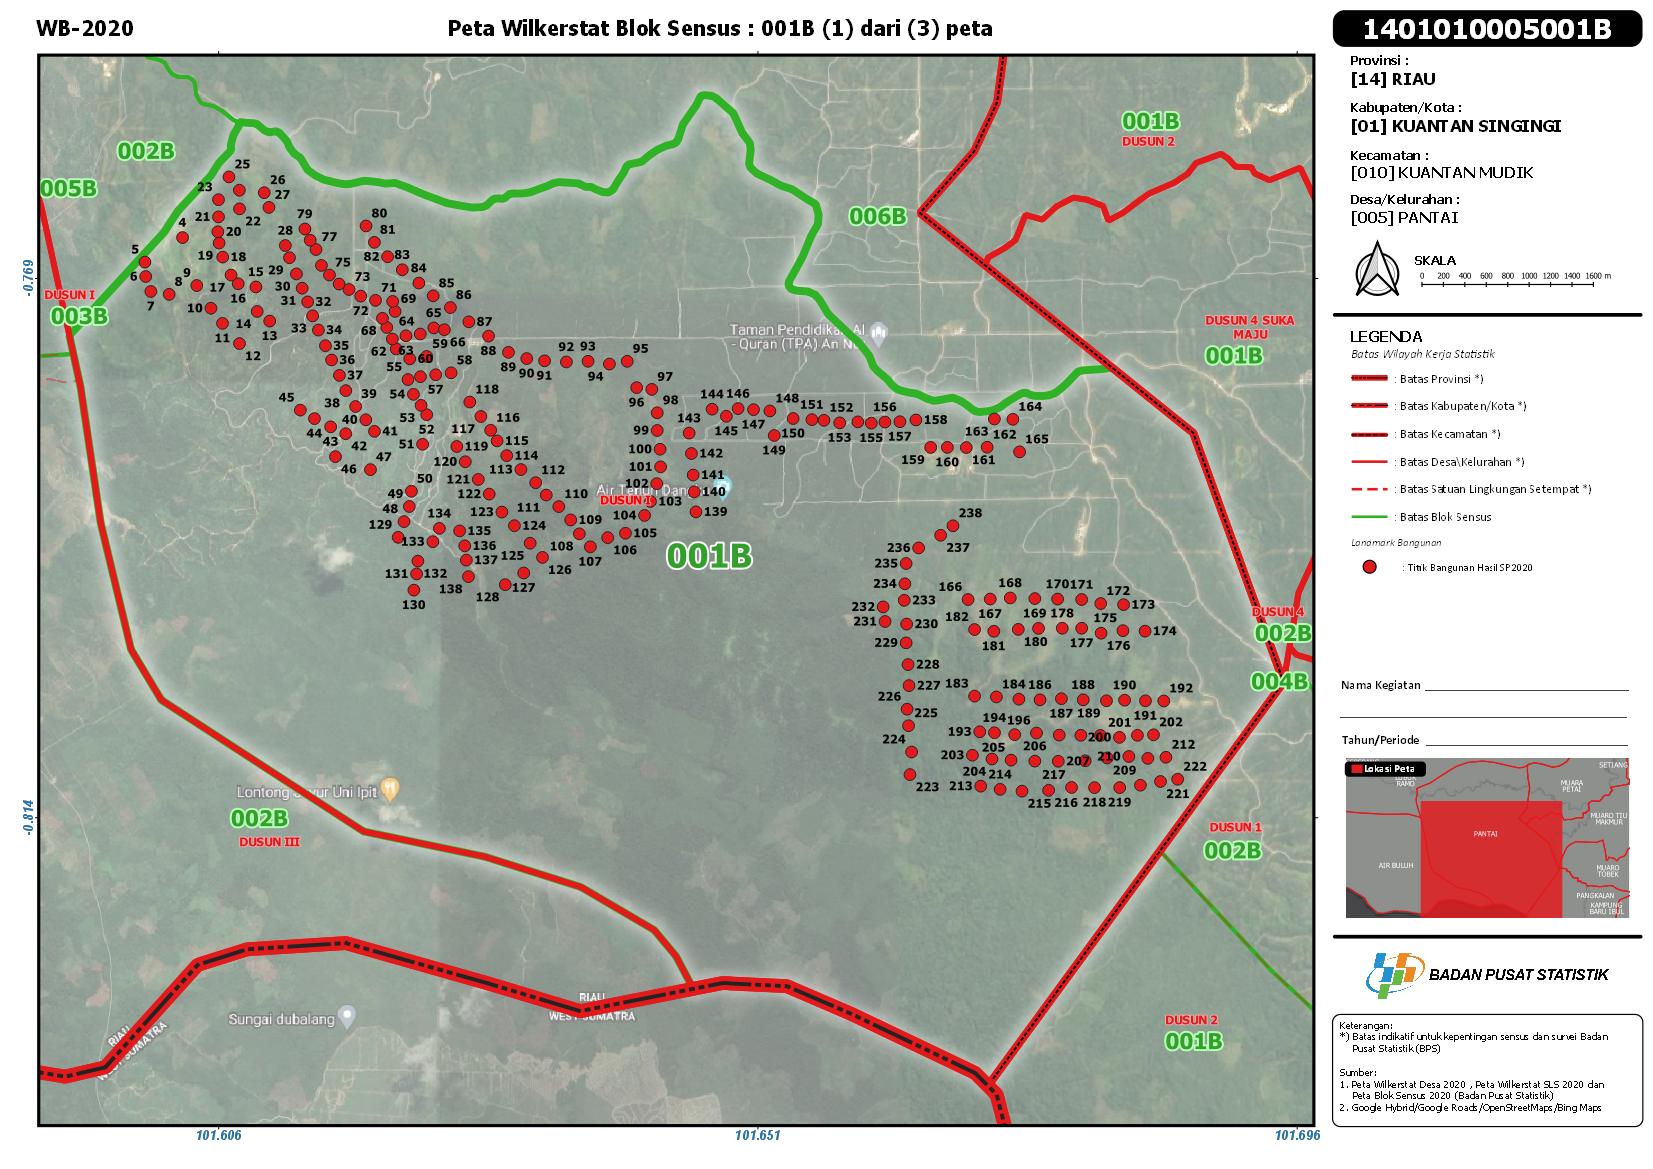 WB-2020
Peta Wilkerstat Blok Sensus : 001B (1) dari (3) peta
1401010005001B
Provinsi :
[14] RIAU
Kabupaten/Kota :
[01] KUANTAN SINGINGI
Kecamatan :
[010] KUANTAN MUDIK
Desa/Kelurahan :
[005] PANTAI
SKALA
0 200 400 600 800 1000 1200 1400 1600 m
LEGENDA
Batas Wilayah Kerja Statistik
: Batas Provinsi *)
: Batas Kabupaten/Kota *)
: Batas Kecamatan *)
: Batas Desa\Kelurahan *)
: Batas Satuan Lingkungan Setempat *)
: Batas Blok Sensus
Landmark Bangunan
: Titik Bangunan Hasil SP2020
Nama Kegiatan
Tahun/Periode
Lokasi Peta
SETIANG
MUARA
PETAI
MUARO TIU
MAKMUR
PANTAI
AIR BULUH
MUARO
TOBEK
PANGKALAN
KAMPUNG
BARU IBUL
BADAN PUSAT STATISTIK
Keterangan:
*) Batas indikatif untuk kepentingan sensus dan survei Badan
Pusat Statistik (BPS)
Sumber:
1. Peta Wilkerstat Desa 2020 , Peta Wilkerstat SLS 2020 dan
Peta Blok Sensus 2020 (Badan Pusat Statistik)
2. Google Hybrid/Google Roads/OpenStreetMaps/Bing Maps
-0.769
-0.814
101.606
101.651
101.696
002B
005B
DUSUN I
003B
006B
001B
DUSUN 2
DUSUN 4 SUKA
MAJU
001B
DUSUN 4
002B
004B
DUSUN 1
002B
DUSUN 2
001B
002B
DUSUN III
001B
Taman Pendidikan Al
- Quran (TPA) An
Lontong
Uni Ipit
Sungai dubalang
RIAU
WEST SUMATRA
RIAU
WEST SUMATRA
4 5 6 7 8 9 10 11 12 13 14 15 16 17 18 19 20 21 22 23 25 26 27 28 29 30 31 32 33 34 35 36 37 38 39 40 41 42 43 44 45 46 47 48 49 50
51 52 53 54 55 57 58 59 60 62 63 64 65 66 68 69 71 72 73 75 77 79 80 81 82 83 84 85 86 87 88 89 90 91 92 93 94 95 96 97 98 99 100
101 102 103 104 105 106 107 108 109 110 111 112 113 114 115 116 117 118 119 120 121 122 123 124 125 126 127 128 129 130 131 132 133 134 135 136 137 138 139 140 141 142 143 144 145 146 147 148 149 150
151 152 153 155 156 157 158 159 160 161 162 163 164 165 166 167 168 169 170 171 172 173 174 175 176 177 178 180 181 182 183 184 186 187 188 189 190 191 192 193 194 196 200
201 202 203 204 205 206 207 209 210 212 213 214 215 216 217 218 219 221 222 223 224 225 226 227 228 229 230 231 232 233 234 235 236 237 238